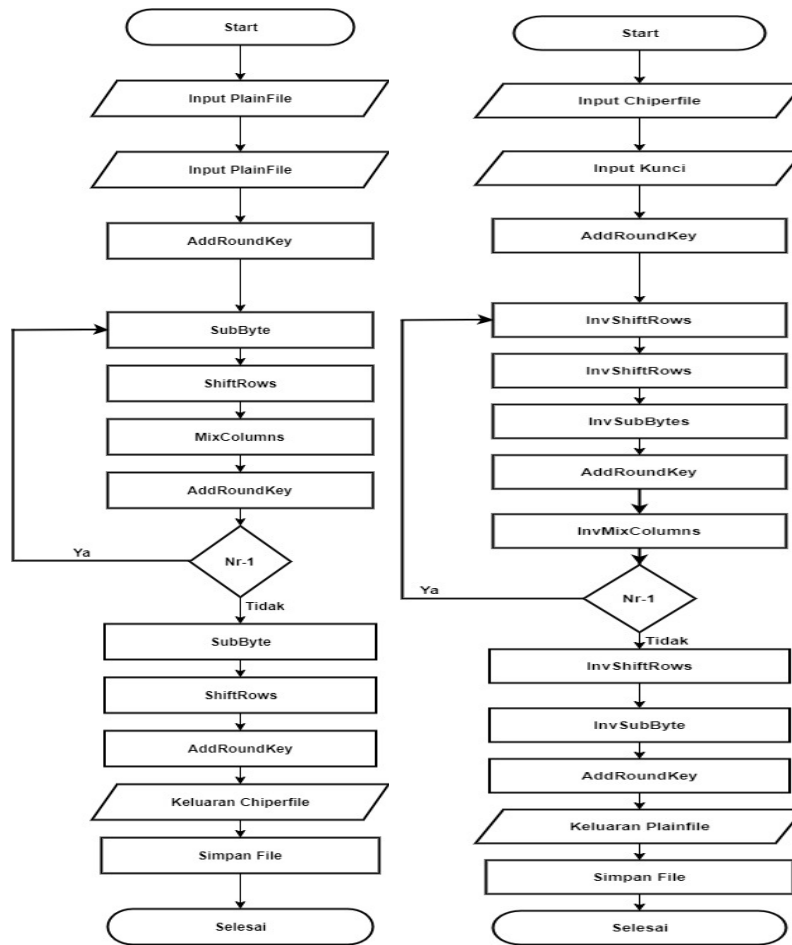 Start
Input PlainFile
Input PlainFile
AddRoundKey
SubByte
ShiftRows
MixColumns
AddRoundKey
Nr-1
Ya
Tidak
SubByte
ShiftRows
AddRoundKey
Keluaran Chiperfile
Simpan File
Selesai
Start
Input Chiperfile
Input Kunci
AddRoundKey
InvShiftRows
InvShiftRows
InvSubBytes
AddRoundKey
InvMixColumns
Nr-1
Ya
Tidak
InvShiftRows
InvSubByte
AddRoundKey
Keluaran Plainfile
Simpan File
Selesai